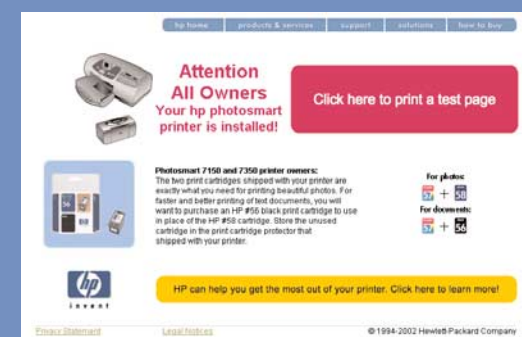 hp home products & services support solutions how to buy
Attention
All Owners
Your hp photosmart
printer is installed!
Click here to print a test page
Photosmart 7150 and 7350 printer owners:
The two print cartridges shipped with your printer are
exactly what you need for printing beautiful photos. For
faster and better printing of text documents, you will
want to purchase an HP #56 black print cartridge to use
in place of the HP #58 cartridge. Store the unused
cartridge in the print cartridge protector that
shipped with your printer.
For photos:
57 + 58
For documents:
57 + 56
56
hp
invent
HP can help you get the most out of your printer. Click here to learn more!
Privacy Statement Legal Notices © 1994-2002 Hewlett-Packard Company